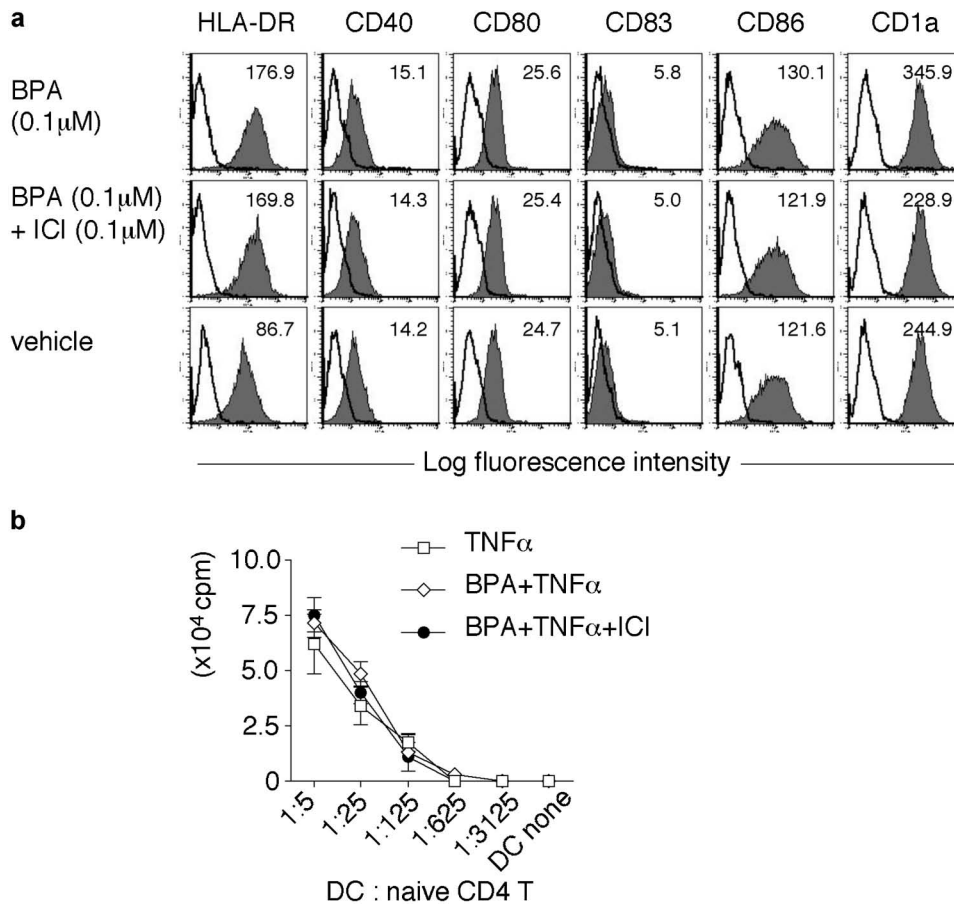 a
HLA-DR CD40 CD80 CD83 CD86 CD1a
BPA
(0.1μM)
176.9 15.1 25.6 5.8 130.1 345.9
BPA (0.1μM)
+ ICI (0.1μM)
169.8 14.3 25.4 5.0 121.9 228.9
vehicle
86.7 14.2 24.7 5.1 121.6 244.9
Log fluorescence intensity
b
TNFα
BPA+TNFα
BPA+TNFα+ICI
(x10⁴ cpm)
10.0
7.5
5.0
2.5
0
1:5 1:25 1:125 1:625 1:3125 DC none
DC : naive CD4 T